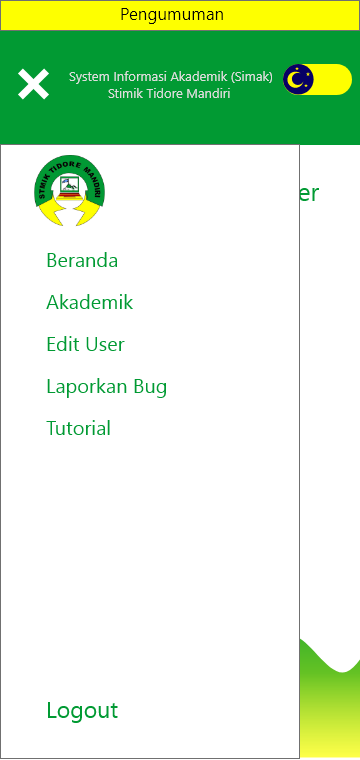 Pengumuman
System Informasi Akademik (Simak)
Stimik Tidore Mandiri
STMIK TIDORE MANDIRI
er
Beranda
Akademik
Edit User
Laporkan Bug
Tutorial
Logout